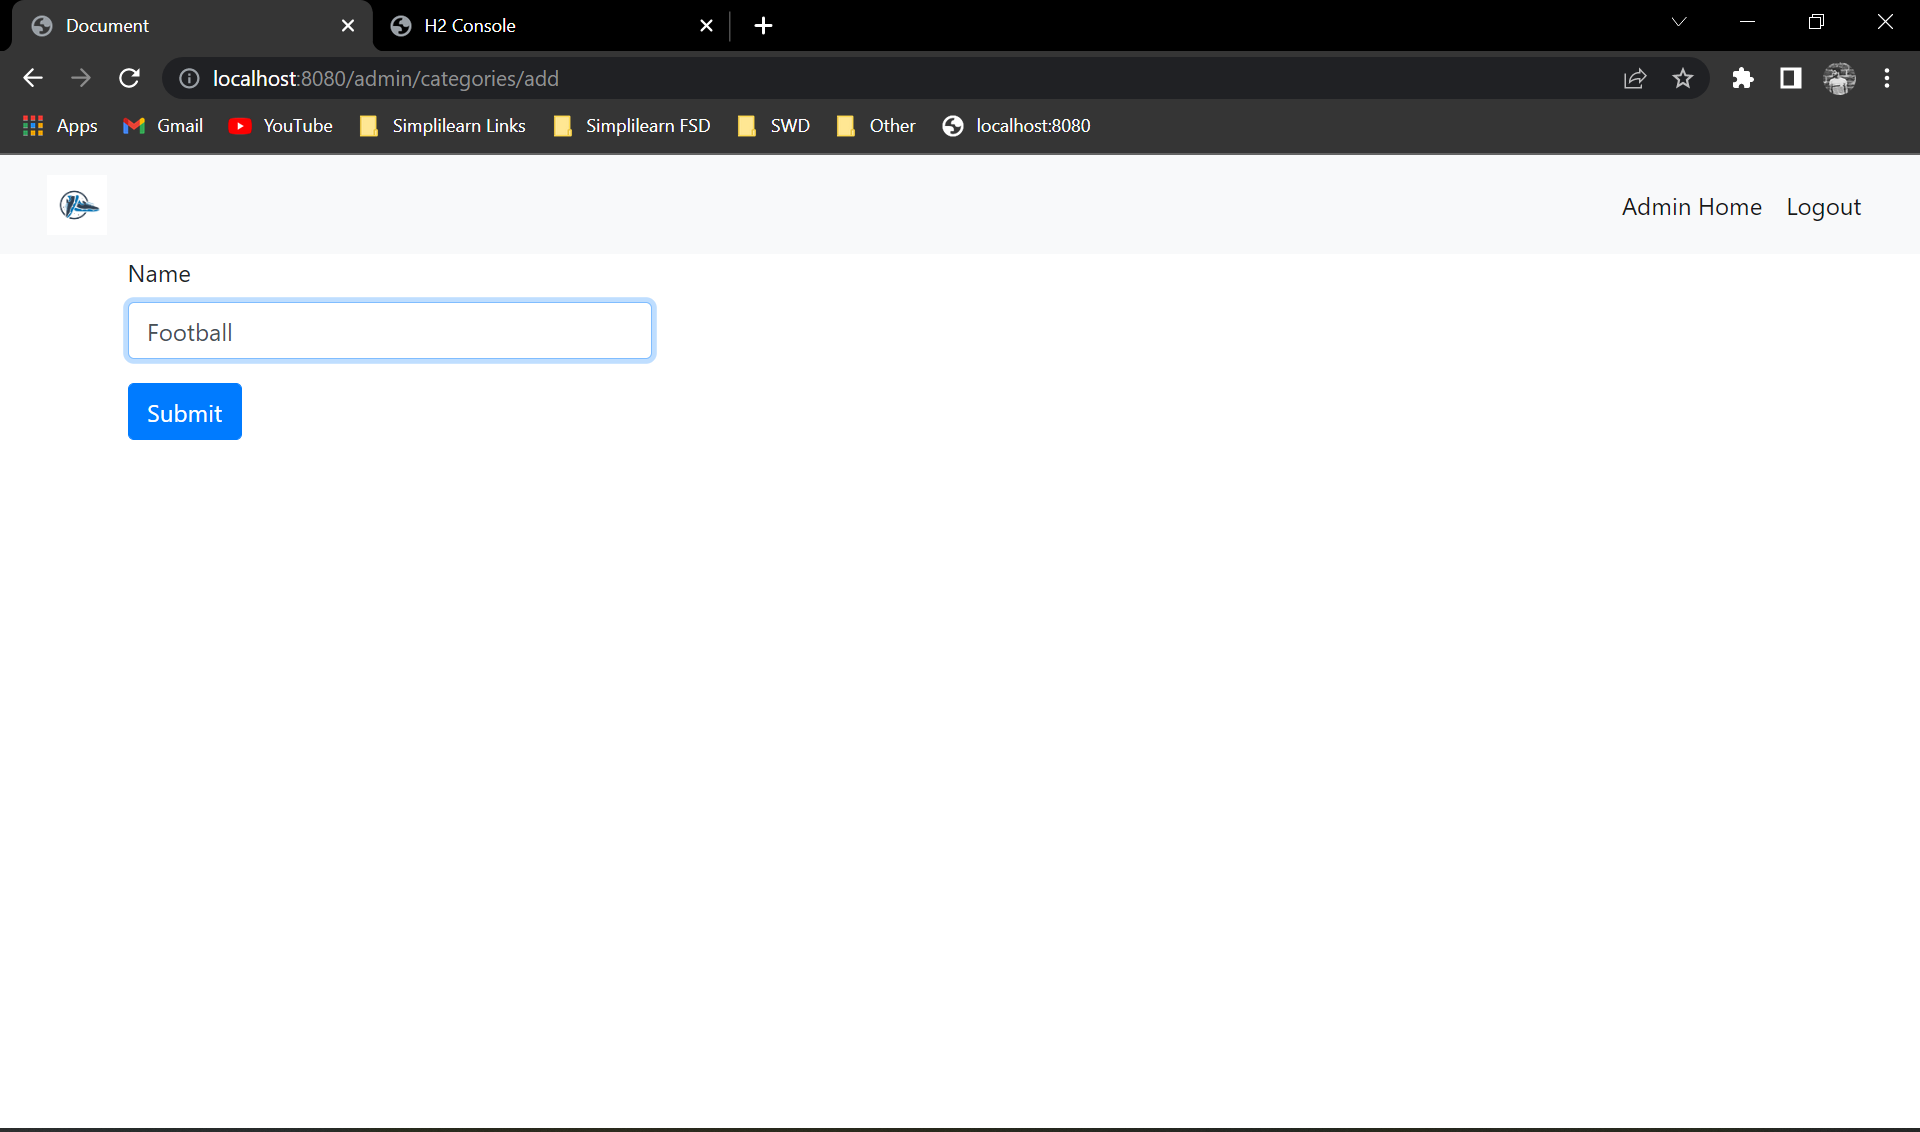 Document
H2 Console
localhost:8080/admin/categories/add
Apps
Gmail
YouTube
Simplilearn Links
Simplilearn FSD
SWD
Other
localhost:8080
Admin Home
Logout
Name
Football
Submit